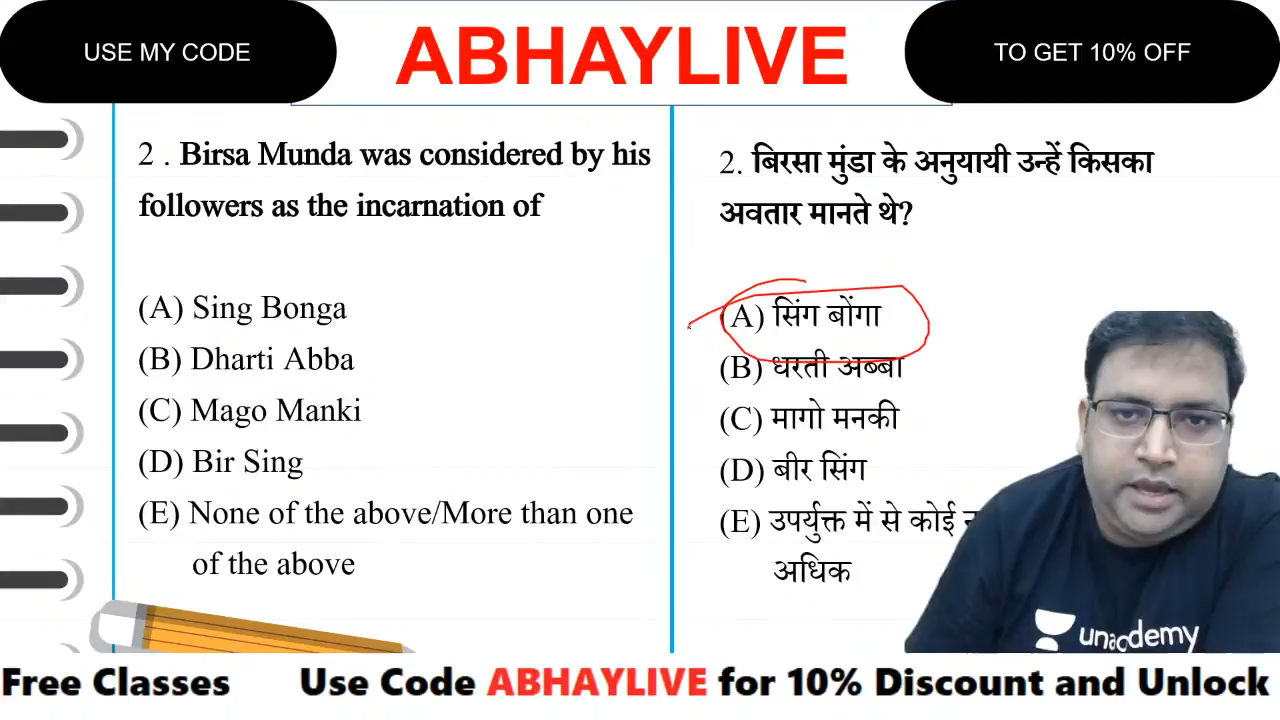 USE MY CODE
ABHAYLIVE
TO GET 10% OFF
2 . Birsa Munda was considered by his
followers as the incarnation of
(A) Sing Bonga
(B) Dharti Abba
(C) Mago Manki
(D) Bir Sing
(E) None of the above/More than one
of the above
2. बिरसा मुंडा के अनुयायी उन्हें किसका
अवतार मानते थे?
(A) सिंग बोंगा
(B) धरती अब्बा
(C) मागो मनकी
(D) बीर सिंग
(E) उपर्युक्त में से कोई
अधिक
unacademy
Free Classes Use Code ABHAYLIVE for 10% Discount and Unlock